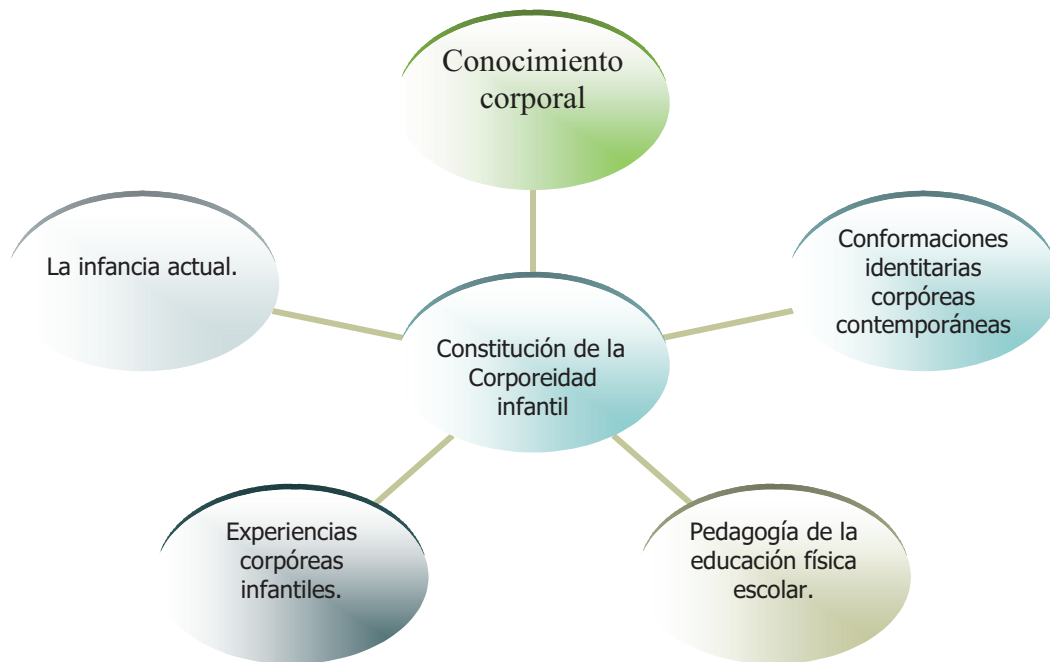 Conocimiento
corporal
La infancia actual.
Conformaciones
identitarias
corpóreas
contemporáneas
Constitución de la
Corporeidad
infantil
Experiencias
corpóreas
infantiles.
Pedagogía de la
educación física
escolar.